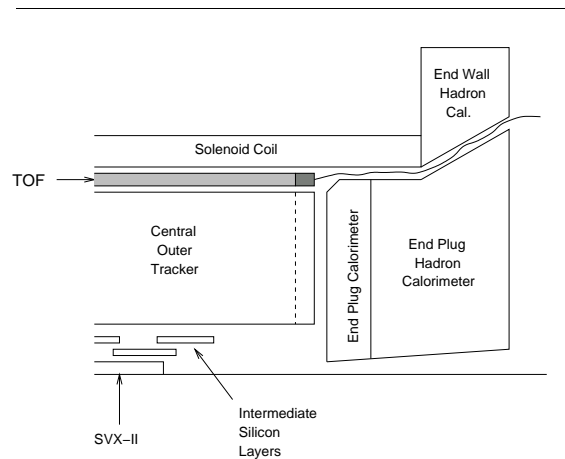 End Wall
Hadron
Cal.
Solenoid Coil
TOF
Central
Outer
Tracker
End Plug Calorimeter
End Plug
Hadron
Calorimeter
Intermediate
Silicon
Layers
SVX–II